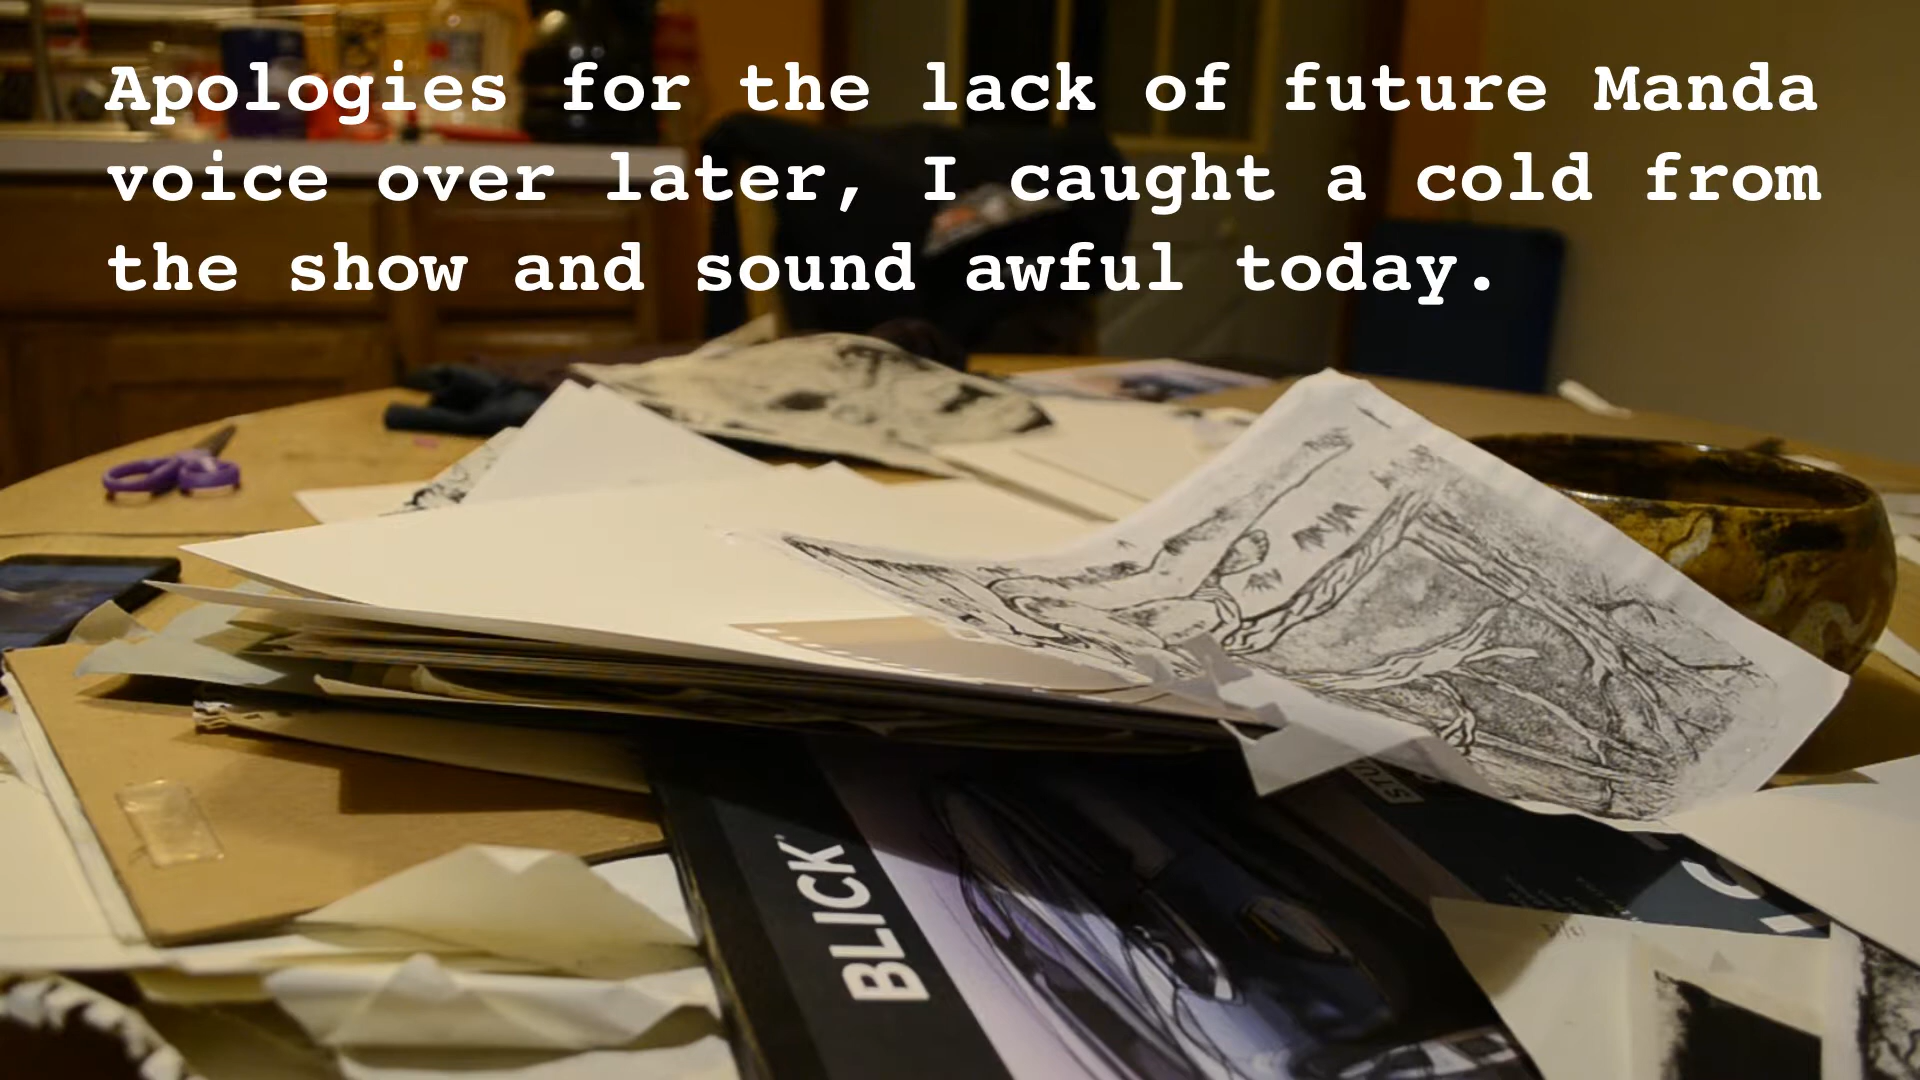 Apologies for the lack of future Manda
voice over later, I caught a cold from
the show and sound awful today.
BLICK